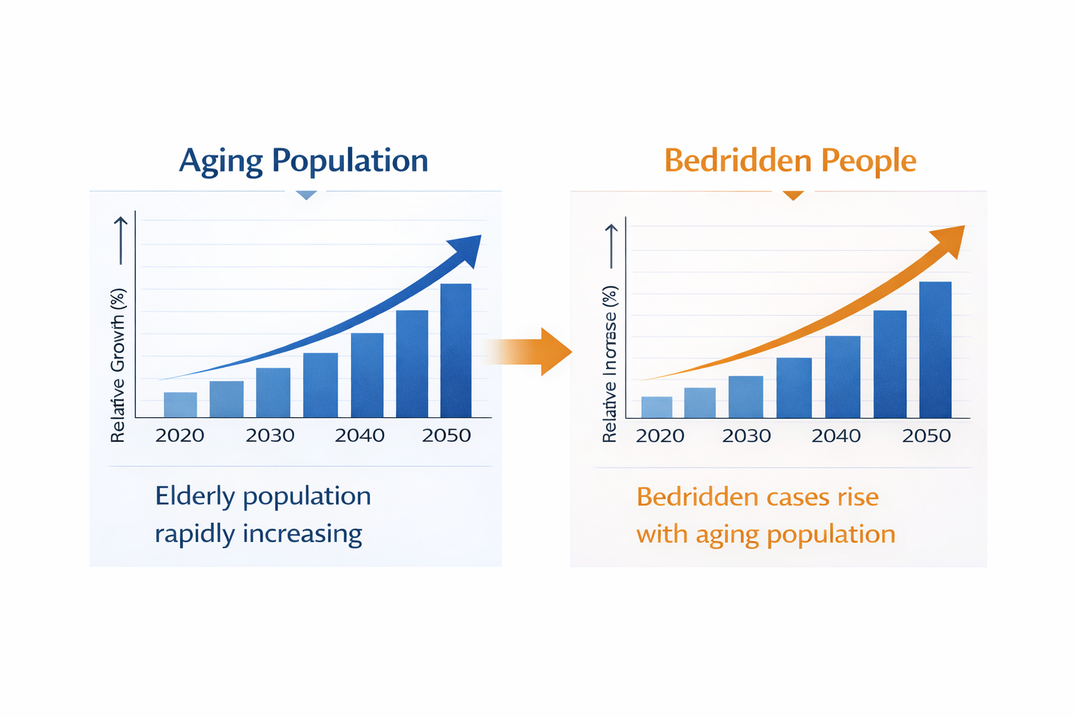 Aging Population
Relative Growth (%)
2020 2030 2040 2050
Elderly population
rapidly increasing
Bedridden People
Relative Inorease (%)
2020 2030 2040 2050
Bedridden cases rise
with aging population